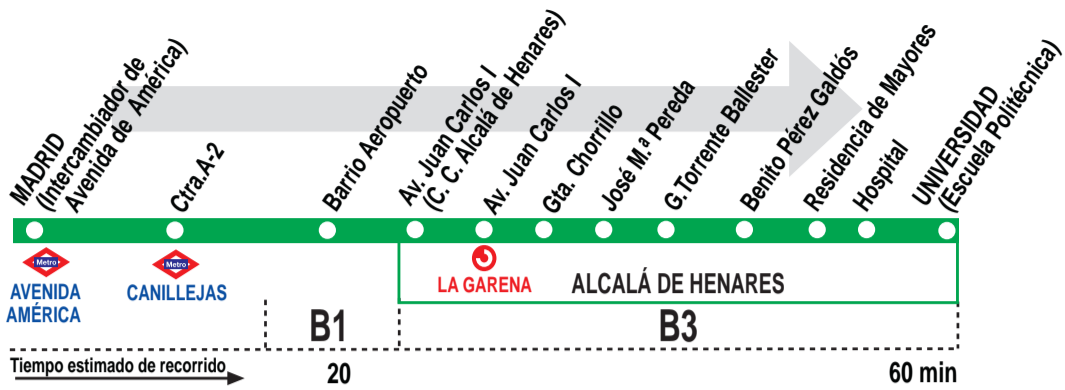 MADRID
(Intercambiador de
Avenida de América)
Ctra.A-2
Barrio Aeropuerto
Av. Juan Carlos I
(C. C. Alcalá de Henares)
Av. Juan Carlos I
Gta. Chorrillo
José M.ª Pereda
G.Torrente Ballester
Benito Pérez Galdós
Residencia de Mayores
Hospital
UNIVERSIDAD
(Escuela Politécnica)
Metro
AVENIDA
AMÉRICA
Metro
CANILLEJAS
LA GARENA
ALCALÁ DE HENARES
B1
B3
Tiempo estimado de recorrido
20
60 min